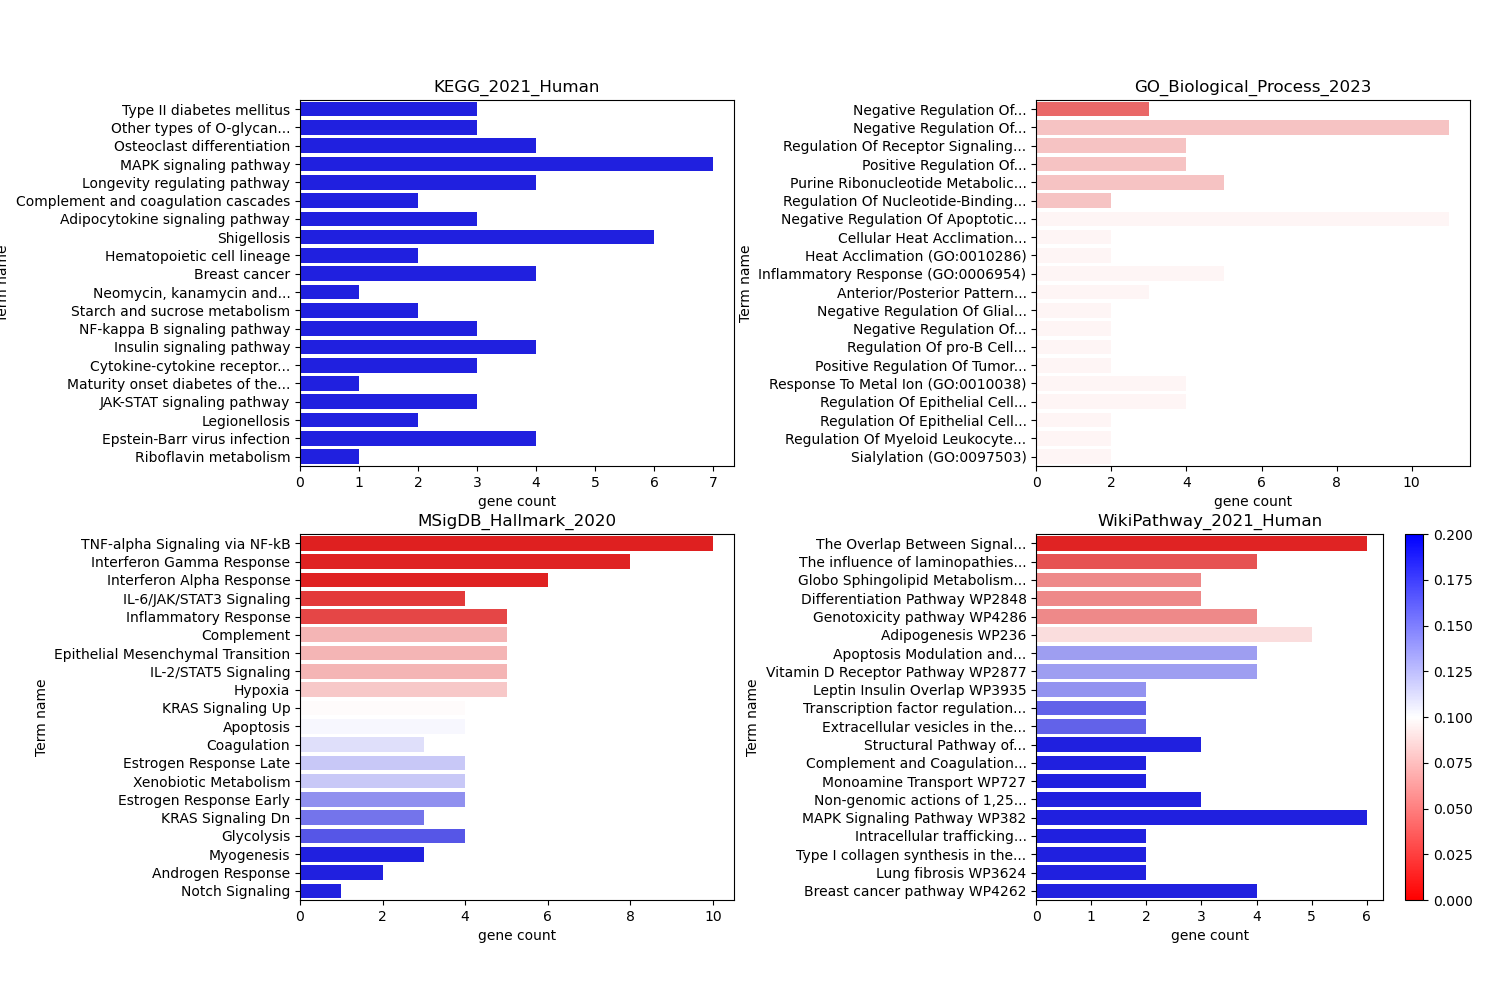 KEGG_2021_Human
Type II diabetes mellitus
Other types of O-glycan...
Osteoclast differentiation
MAPK signaling pathway
Longevity regulating pathway
Complement and coagulation cascades
Adipocytokine signaling pathway
Shigellosis
Hematopoietic cell lineage
Breast cancer
Neomycin, kanamycin and...
Starch and sucrose metabolism
NF-kappa B signaling pathway
Insulin signaling pathway
Cytokine-cytokine receptor...
Maturity onset diabetes of the...
JAK-STAT signaling pathway
Legionellosis
Epstein-Barr virus infection
Riboflavin metabolism
Term name
0 1 2 3 4 5 6 7
gene count
GO_Biological_Process_2023
Negative Regulation Of...
Negative Regulation Of...
Regulation Of Receptor Signaling...
Positive Regulation Of...
Purine Ribonucleotide Metabolic...
Regulation Of Nucleotide-Binding...
Negative Regulation Of Apoptotic...
Cellular Heat Acclimation...
Heat Acclimation (GO:0010286)
Inflammatory Response (GO:0006954)
Anterior/Posterior Pattern...
Negative Regulation Of Glial...
Negative Regulation Of...
Regulation Of pro-B Cell...
Positive Regulation Of Tumor...
Response To Metal Ion (GO:0010038)
Regulation Of Epithelial Cell...
Regulation Of Epithelial Cell...
Regulation Of Myeloid Leukocyte...
Sialylation (GO:0097503)
Term name
0 2 4 6 8 10
gene count
MSigDB_Hallmark_2020
TNF-alpha Signaling via NF-kB
Interferon Gamma Response
Interferon Alpha Response
IL-6/JAK/STAT3 Signaling
Inflammatory Response
Complement
Epithelial Mesenchymal Transition
IL-2/STAT5 Signaling
Hypoxia
KRAS Signaling Up
Apoptosis
Coagulation
Estrogen Response Late
Xenobiotic Metabolism
Estrogen Response Early
KRAS Signaling Dn
Glycolysis
Myogenesis
Androgen Response
Notch Signaling
Term name
0 2 4 6 8 10
gene count
WikiPathway_2021_Human
The Overlap Between Signal...
The influence of laminopathies...
Globo Sphingolipid Metabolism...
Differentiation Pathway WP2848
Genotoxicity pathway WP4286
Adipogenesis WP236
Apoptosis Modulation and...
Vitamin D Receptor Pathway WP2877
Leptin Insulin Overlap WP3935
Transcription factor regulation...
Extracellular vesicles in the...
Structural Pathway of...
Complement and Coagulation...
Monoamine Transport WP727
Non-genomic actions of 1,25...
MAPK Signaling Pathway WP382
Intracellular trafficking...
Type I collagen synthesis in the...
Lung fibrosis WP3624
Breast cancer pathway WP4262
Term name
0 1 2 3 4 5 6
gene count
0.200
0.175
0.150
0.125
0.100
0.075
0.050
0.025
0.000